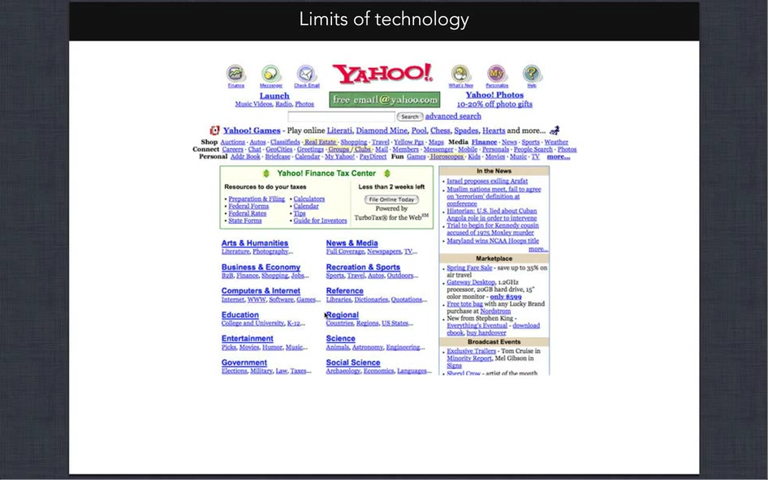 Limits of technology
Finance Messenger Check Email YAHOO! What's New Personalize Help
Launch
Music Videos, Radio, Photos
free email@yahoo.com
Yahoo! Photos
10-20% off photo gifts
Search advanced search
Yahoo! Games - Play online Literati, Diamond Mine, Pool, Chess, Spades, Hearts and more...
Shop Auctions · Autos · Classifieds · Real Estate · Shopping · Travel · Yellow Pgs · Maps Media Finance · News · Sports · Weather
Connect Careers · Chat · GeoCities · Greetings · Groups / Clubs · Mail · Members · Messenger · Mobile · Personals · People Search · Photos
Personal Addr Book · Briefcase · Calendar · My Yahoo! · PayDirect Fun Games · Horoscopes · Kids · Movies · Music · TV more...
Yahoo! Finance Tax Center
Resources to do your taxes
• Preparation & Filing • Calculators
• Federal Forms • Calendar
• Federal Rates • Tips
• State Forms • Guide for Investors
Less than 2 weeks left
File Online Today
Powered by
TurboTax® for the Web℠
Arts & Humanities
Literature, Photography...
News & Media
Full Coverage, Newspapers, TV...
Business & Economy
B2B, Finance, Shopping, Jobs...
Recreation & Sports
Sports, Travel, Autos, Outdoors...
Computers & Internet
Internet, WWW, Software, Games...
Reference
Libraries, Dictionaries, Quotations...
Education
College and University, K-12...
Regional
Countries, Regions, US States...
Entertainment
Picks, Movies, Humor, Music...
Science
Animals, Astronomy, Engineering...
Government
Elections, Military, Law, Taxes...
Social Science
Archaeology, Economics, Languages...
In the News
• Israel proposes exiling Arafat
• Muslim nations meet, fail to agree
on 'terrorism' definition at
conference
• Historian: U.S. lied about Cuban
Angola role in order to intervene
• Trial to begin for Kennedy cousin
accused of 1975 Moxley murder
• Maryland wins NCAA Hoops title
more...
Marketplace
• Spring Fare Sale - save up to 35% on
air travel
• Gateway Desktop, 1.2GHz
processor, 20GB hard drive, 15"
color monitor - only $599
• Free tote bag with any Lucky Brand
purchase at Nordstrom
• New from Stephen King -
Everything's Eventual - download
ebook, buy hardcover
Broadcast Events
• Exclusive Trailers - Tom Cruise in
Minority Report, Mel Gibson in
Signs
• Sheryl Crow - artist of the month